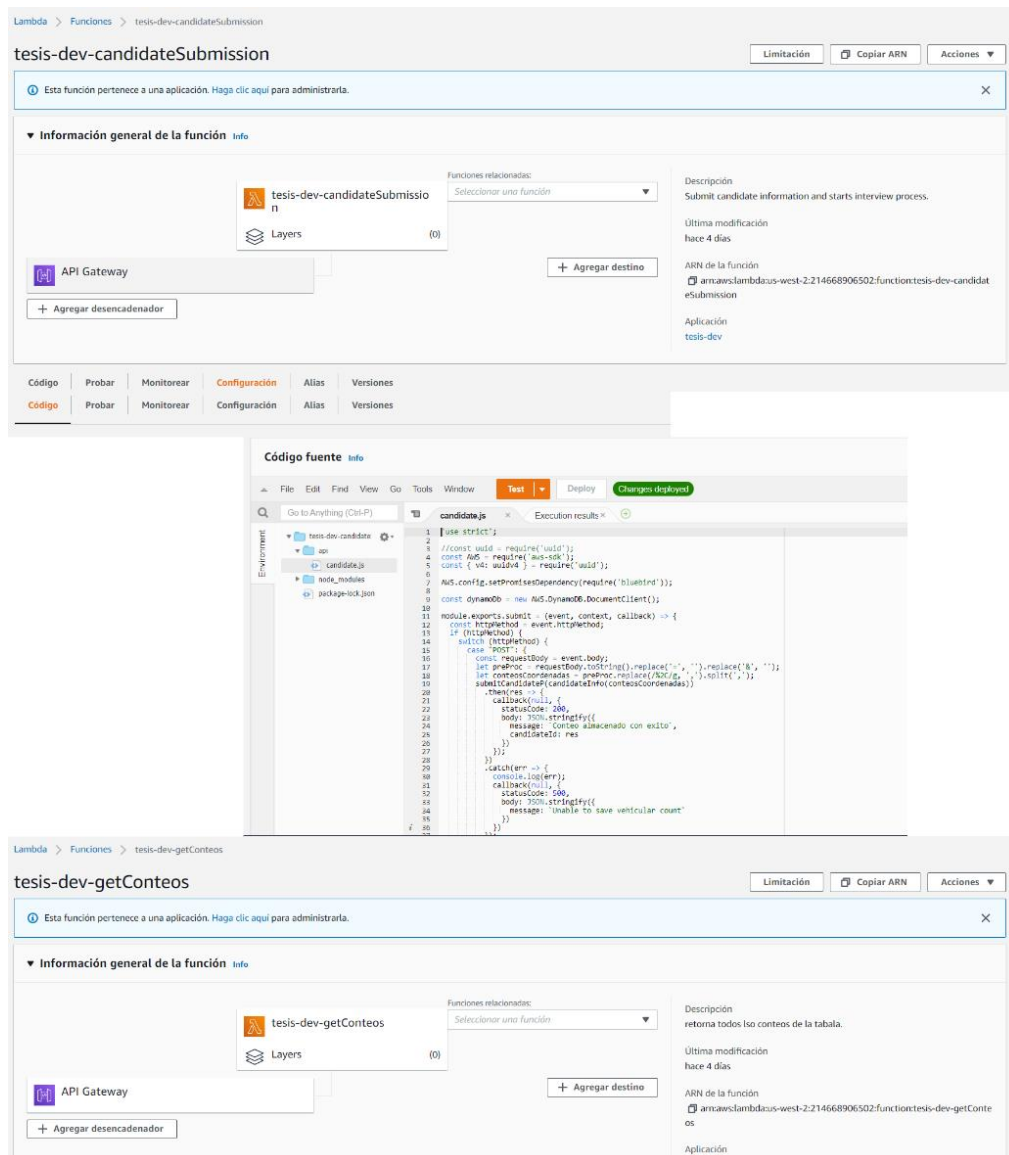 Lambda > Funciones > tesis-dev-candidateSubmission
tesis-dev-candidateSubmission
Limitación
Copiar ARN
Acciones ▼
Esta función pertenece a una aplicación. Haga clic aquí para administrarla.
▼ Información general de la función Info
tesis-dev-candidateSubmissio
n
Layers (0)
Funciones relacionadas:
Seleccionar una función
API Gateway
+ Agregar desencadenador
+ Agregar destino
Descripción
Submit candidate information and starts interview process.
Última modificación
hace 4 días
ARN de la función
arn:aws:lambda:us-west-2:214668906502:function:tesis-dev-candidat
eSubmission
Aplicación
tesis-dev
Código Probar Monitorear Configuración Alias Versiones
Código Probar Monitorear Configuración Alias Versiones
Código fuente Info
File Edit Find View Go Tools Window Test Deploy Changes deployed
Go to Anything (Ctrl-P)
candidate.js × Execution results ×
Environment
tesis-dev-candidate
api
candidate.js
node_modules
package-lock.json
1 'use strict';
2
3 //const uuid = require('uuid');
4 const AWS = require('aws-sdk');
5 const { v4: uuidv4 } = require('uuid');
6
7 AWS.config.setPromisesDependency(require('bluebird'));
8
9 const dynamoDb = new AWS.DynamoDB.DocumentClient();
10
11 module.exports.submit = (event, context, callback) => {
12 const httpMethod = event.httpMethod;
13 if (httpMethod) {
14 switch (httpMethod) {
15 case "POST": {
16 const requestBody = event.body;
17 let preProc = requestBody.toString().replace('=', '').replace('&', '');
18 let conteosCoordenadas = preProc.replace(/%2C/g, ',').split(',');
19 submitCandidateP(candidateInfo(conteosCoordenadas))
20 .then(res => {
21 callback(null, {
22 statusCode: 200,
23 body: JSON.stringify({
24 message: `Conteo almacenado con exito`,
25 candidateId: res
26 })
27 });
28 })
29 .catch(err => {
30 console.log(err);
31 callback(null, {
32 statusCode: 500,
33 body: JSON.stringify({
34 message: `Unable to save vehicular count`
35 })
36 })
Lambda > Funciones > tesis-dev-getConteos
tesis-dev-getConteos
Limitación
Copiar ARN
Acciones ▼
Esta función pertenece a una aplicación. Haga clic aquí para administrarla.
▼ Información general de la función Info
tesis-dev-getConteos
Layers (0)
Funciones relacionadas:
Seleccionar una función
API Gateway
+ Agregar desencadenador
+ Agregar destino
Descripción
retorna todos lso conteos de la tabala.
Última modificación
hace 4 días
ARN de la función
arn:aws:lambda:us-west-2:214668906502:function:tesis-dev-getConte
os
Aplicación